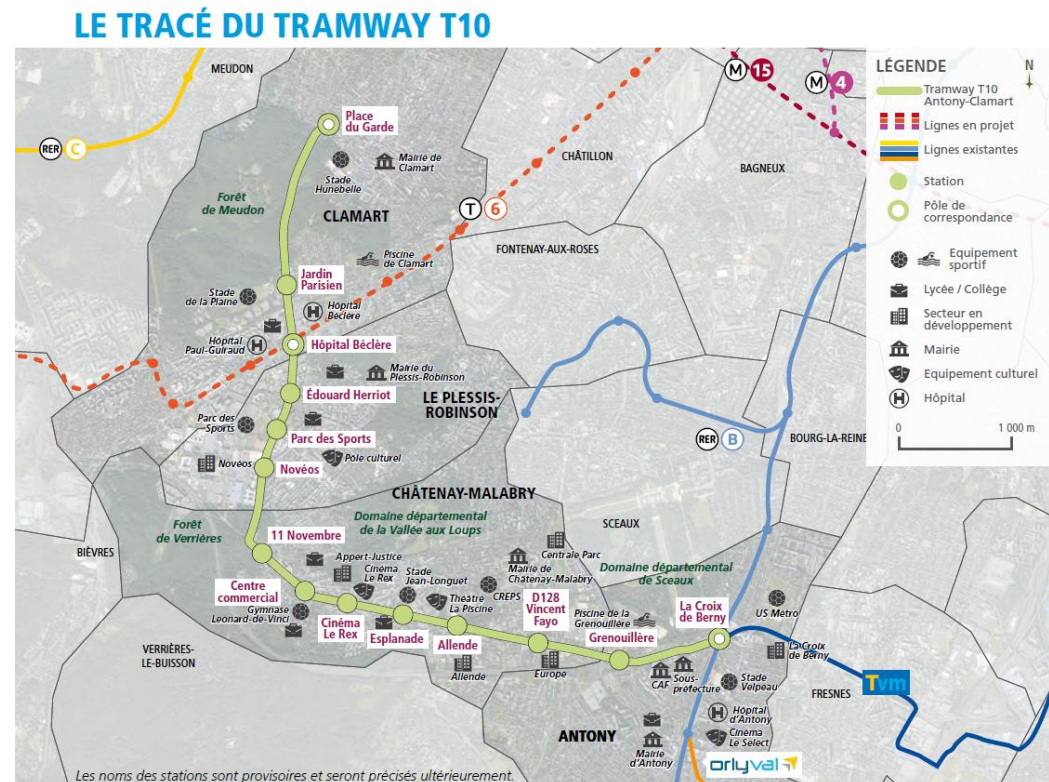 LE TRACÉ DU TRAMWAY T10
MEUDON
RER C
Place
du Garde
Stade
Hunebelle
Mairie de
Clamart
Forêt
de Meudon
CLAMART
CHÂTILLON
M 15
M 4
BAGNEUX
T 6
FONTENAY-AUX-ROSES
Piscine
de Clamart
Jardin
Parisien
Stade
de la Plaine
Hôpital
Béclère
Hôpital
Paul-Guiraud
Hôpital Béclère
Mairie du
Plessis-Robinson
Édouard Herriot
LE PLESSIS-
ROBINSON
Parc des
Sports
Parc des Sports
RER B
BOURG-LA-REINE
Novéos
Pôle culturel
Novéos
CHÂTENAY-MALABRY
Forêt
de Verrières
Domaine départemental
de la Vallée aux Loups
SCEAUX
BIÈVRES
11 Novembre
Appert-Justice
Cinéma
Le Rex
Stade
Jean-Longuet
Centrale Parc
Mairie de
Châtenay-Malabry
Domaine départemental
de Sceaux
Centre
commercial
Théâtre
La Piscine
CREPS
D128
Vincent
Fayo
Piscine de la
Grenouillère
La Croix
de Berny
US Métro
Gymnase
Leonard-de-Vinci
Cinéma
Le Rex
Esplanade
Allende
Grenouillère
La Croix
de Berny
VERRIÈRES-
LE-BUISSON
Allende
Europe
CAF
Sous-
préfecture
Stade
Velpeau
FRESNES
Tvm
ANTONY
Hôpital
d'Antony
Mairie
d'Antony
Cinéma
Le Select
orlyval
Les noms des stations sont provisoires et seront précisés ultérieurement.
LÉGENDE
N
Tramway T10
Antony-Clamart
Lignes en projet
Lignes existantes
Station
Pôle de
correspondance
Equipement
sportif
Lycée / Collège
Secteur en
développement
Mairie
Equipement culturel
H Hôpital
0 1 000 m